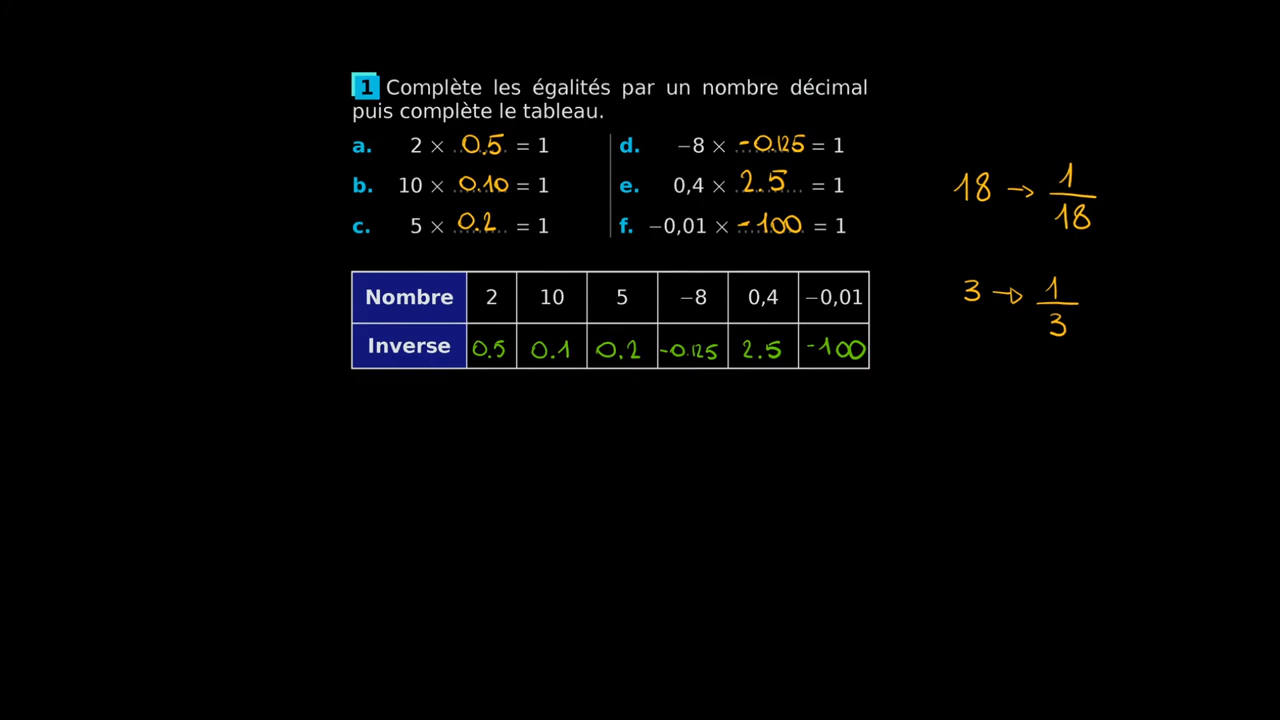 1 Complète les égalités par un nombre décimal
puis complète le tableau.
a. 2 × 0.5 = 1
d. −8 × -0.125 = 1
b. 10 × 0.10 = 1
e. 0,4 × 2.5 = 1
c. 5 × 0.2 = 1
f. −0,01 × -100 = 1
Nombre 2 10 5 −8 0,4 −0,01
Inverse 0.5 0.1 0.2 -0.125 2.5 -100
18 → 1/18
3 → 1/3